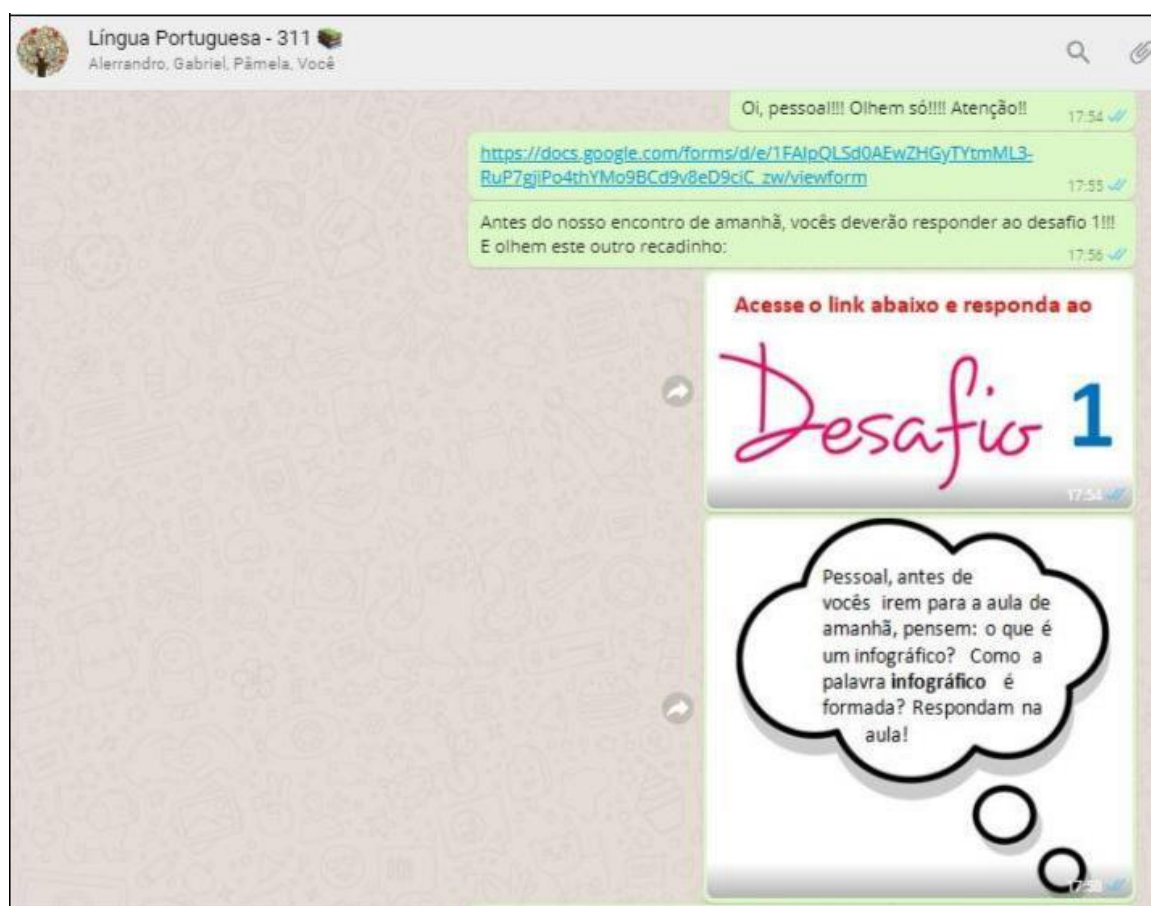 Língua Portuguesa - 311 📚
Alerrandro, Gabriel, Pâmela, Você
Oi, pessoal!!! Olhem só!!!! Atenção!!
17:54
https://docs.google.com/forms/d/e/1FAIpQLSd0AEwZHGyTYtmML3-
RuP7gjiPo4thYMo9BCd9v8eD9ciC_zw/viewform
17:55
Antes do nosso encontro de amanhã, vocês deverão responder ao desafio 1!!!
E olhem este outro recadinho:
17:56
Acesse o link abaixo e responda ao
Desafio 1
17:54
Pessoal, antes de
vocês irem para a aula de
amanhã, pensem: o que é
um infográfico? Como a
palavra infográfico é
formada? Respondam na
aula!
17:58